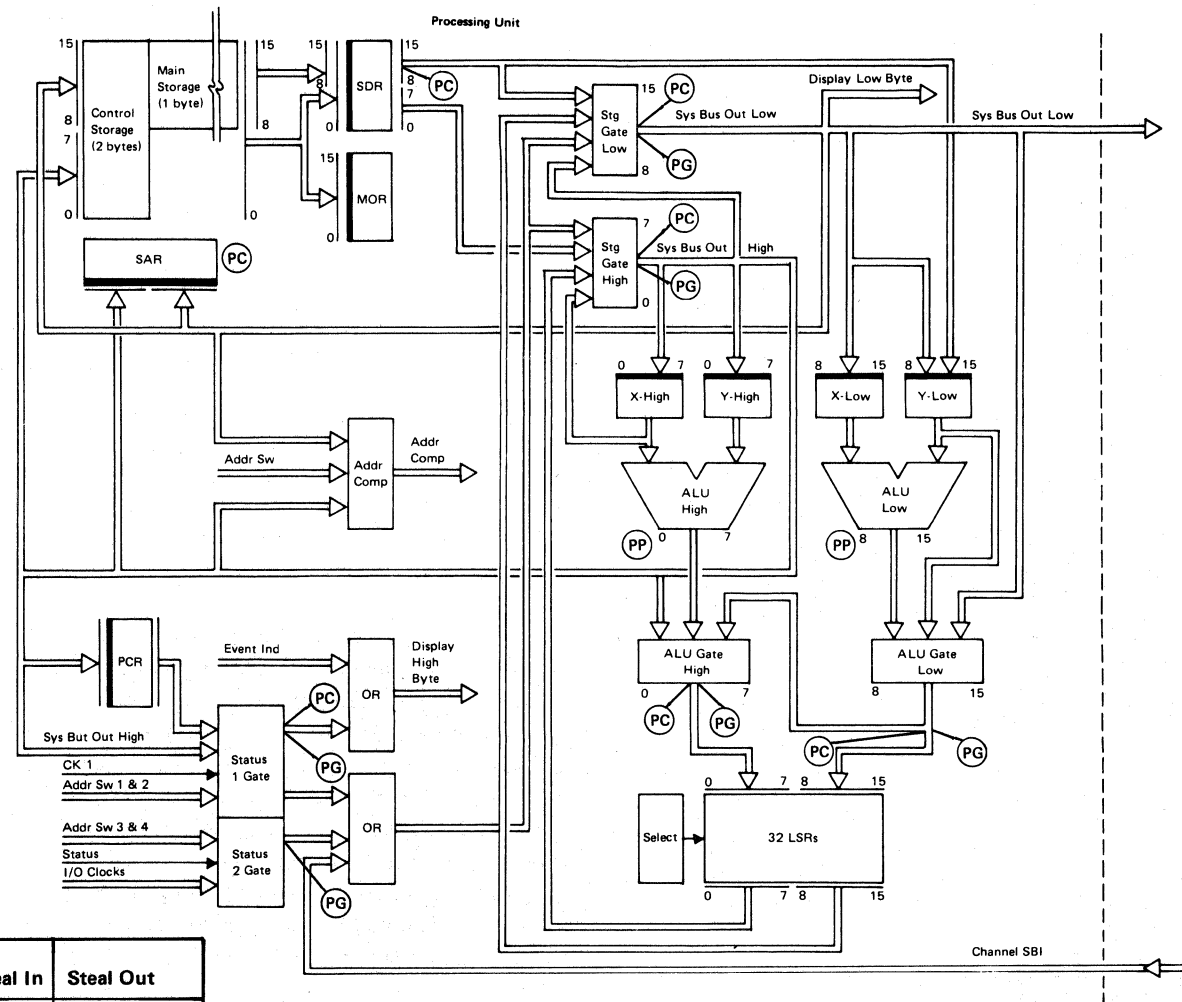 Processing Unit
15
15
15
15
Main
Storage
(1 byte)
8
PC
7
SDR
8
Control
Storage
(2 bytes)
8
7
8
0
0
0
0
15
MOR
0
SAR
PC
15
PC
Stg
Gate
Low
Sys Bus Out Low
PG
8
Display Low Byte
Sys Bus Out Low
7
PC
Stg
Gate
High
Sys Bus Out High
PG
0
0 7
0 7
8 15
8 15
X-High
Y-High
X-Low
Y-Low
Addr Sw
Addr
Comp
Addr
Comp
ALU
High
ALU
Low
PP
0 7
PP
8 15
PCR
Event Ind
OR
Display
High
Byte
ALU Gate
High
ALU Gate
Low
0 7
8 15
PC
PG
PC
PG
PC
Sys But Out High
CK 1
Addr Sw 1 & 2
Status
1 Gate
PG
Addr Sw 3 & 4
Status
I/O Clocks
Status
2 Gate
PG
OR
0 7 8 15
Select
32 LSRs
0 7 8 15
Channel SBI
eal In
Steal Out